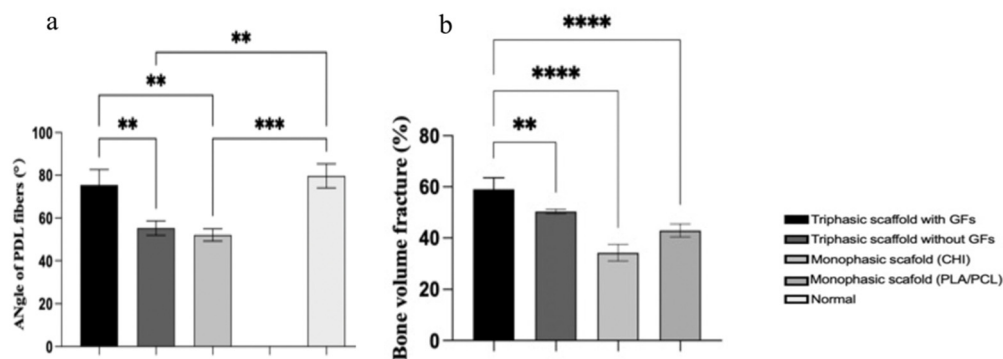 a
**
**
**
***
ANgle of PDL fibers (°)
100
80
60
40
20
0
b
****
****
**
Bone volume fracture (%)
80
60
40
20
0
Triphasic scaffold with GFs
Triphasic scaffold without GFs
Monophasic scafold (CHI)
Monophasic scafold (PLA/PCL)
Normal